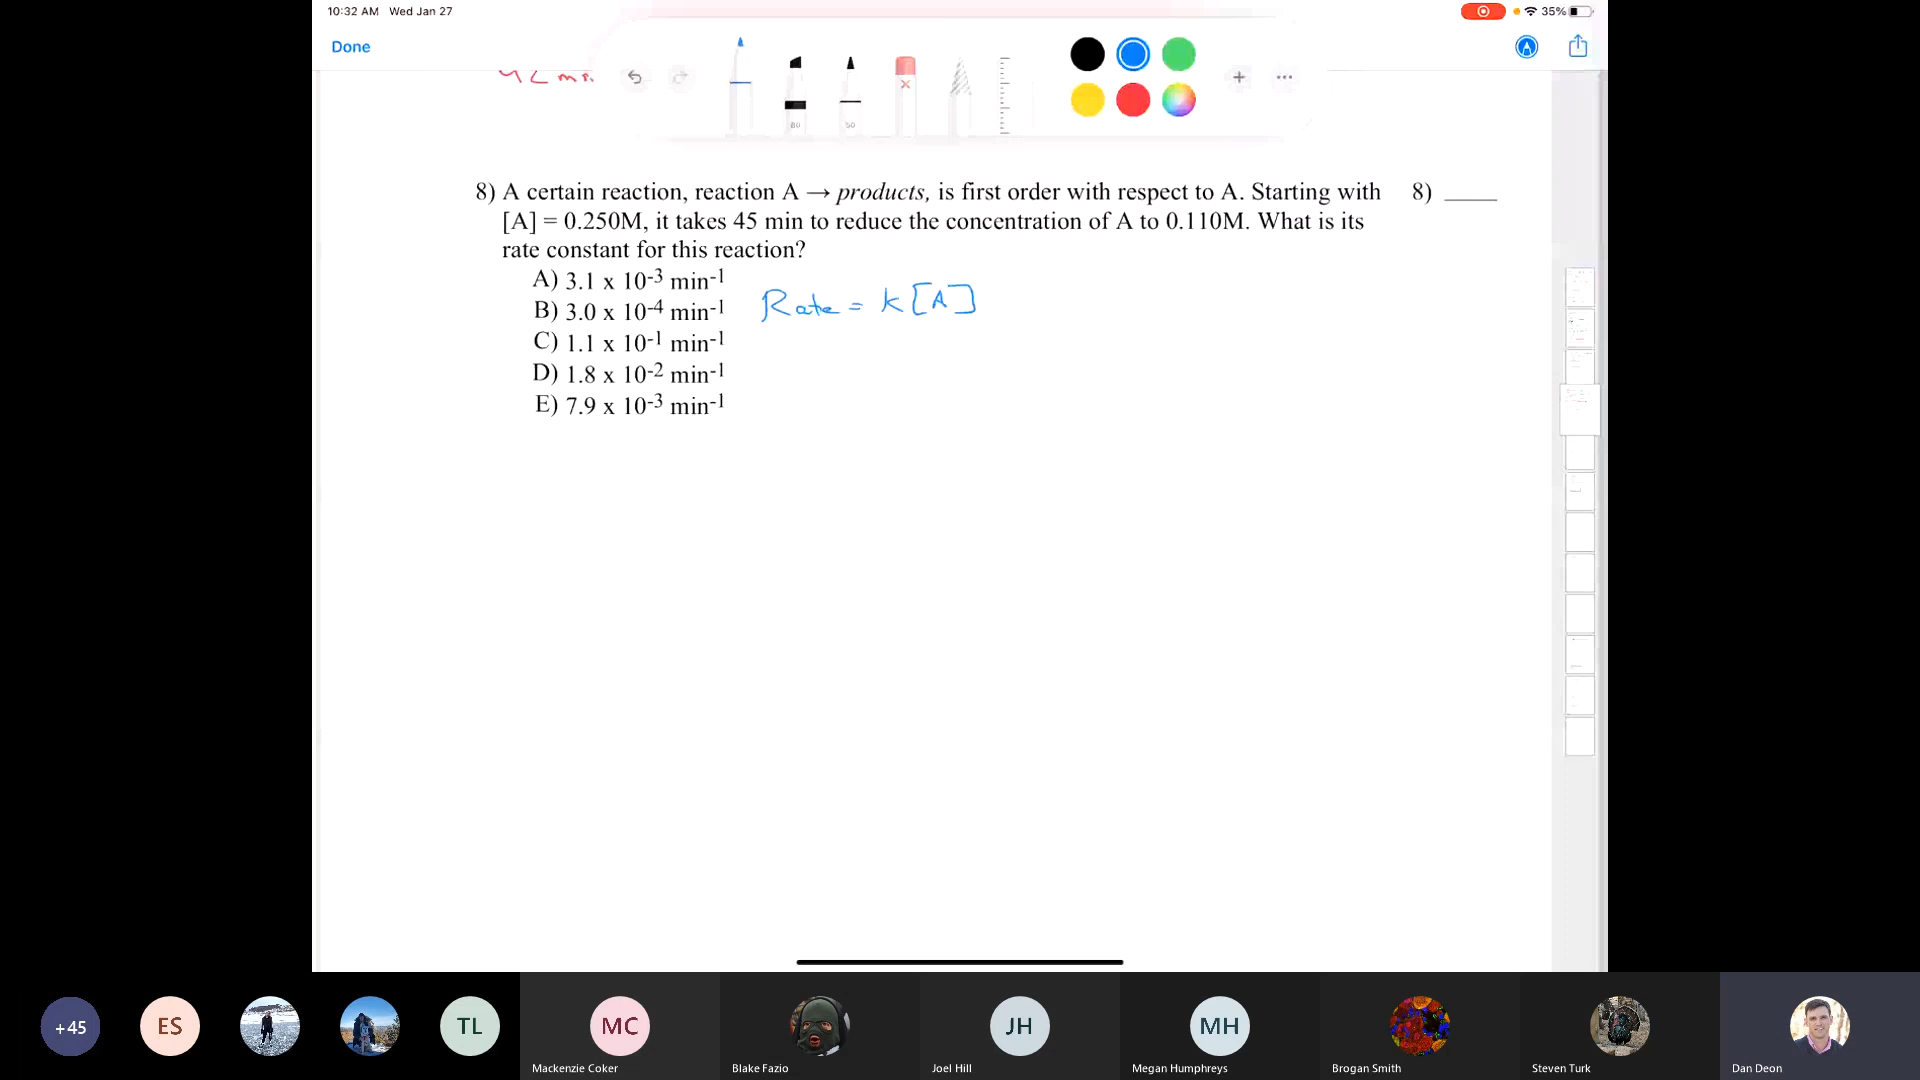 10:32 AM Wed Jan 27
35%
Done
80
50
8) A certain reaction, reaction A → products, is first order with respect to A. Starting with 8) _____
[A] = 0.250M, it takes 45 min to reduce the concentration of A to 0.110M. What is its
rate constant for this reaction?
A) 3.1 x 10-3 min-1
B) 3.0 x 10-4 min-1
Rate = k[A]
C) 1.1 x 10-1 min-1
D) 1.8 x 10-2 min-1
E) 7.9 x 10-3 min-1
+45
ES
TL
MC
JH
MH
Mackenzie Coker
Blake Fazio
Joel Hill
Megan Humphreys
Brogan Smith
Steven Turk
Dan Deon